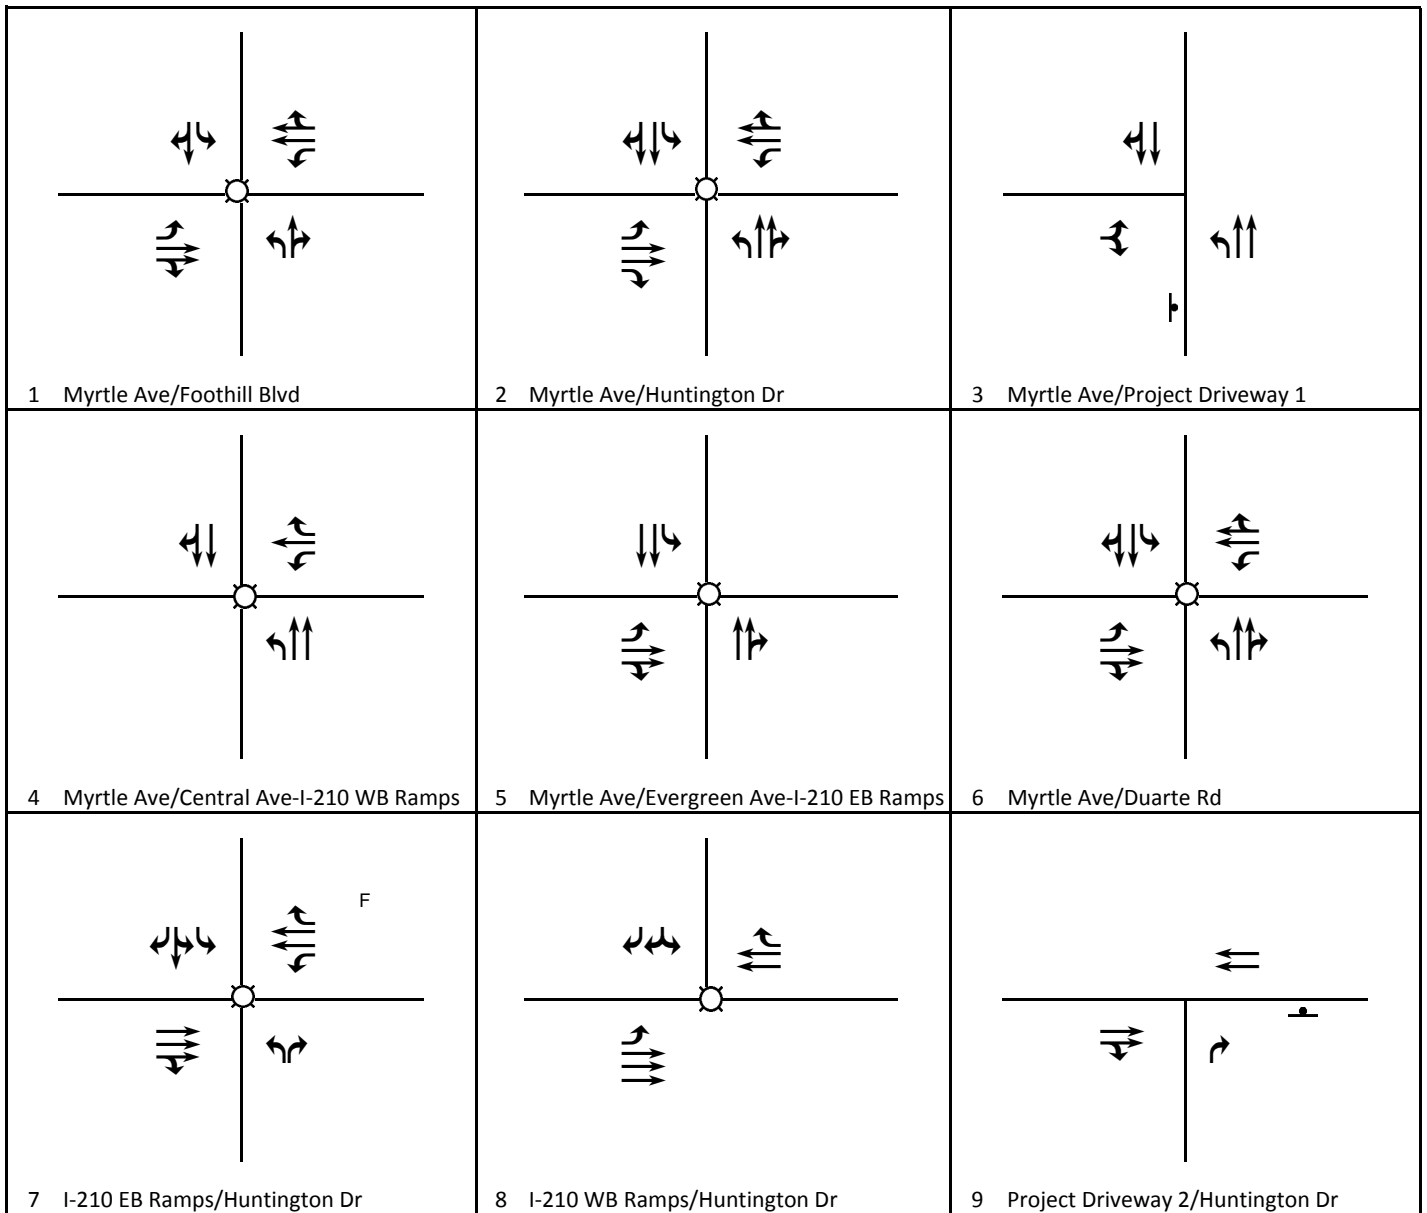 1 Myrtle Ave/Foothill Blvd
2 Myrtle Ave/Huntington Dr
3 Myrtle Ave/Project Driveway 1
4 Myrtle Ave/Central Ave-I-210 WB Ramps
5 Myrtle Ave/Evergreen Ave-I-210 EB Ramps
6 Myrtle Ave/Duarte Rd
F
7 I-210 EB Ramps/Huntington Dr
8 I-210 WB Ramps/Huntington Dr
9 Project Driveway 2/Huntington Dr